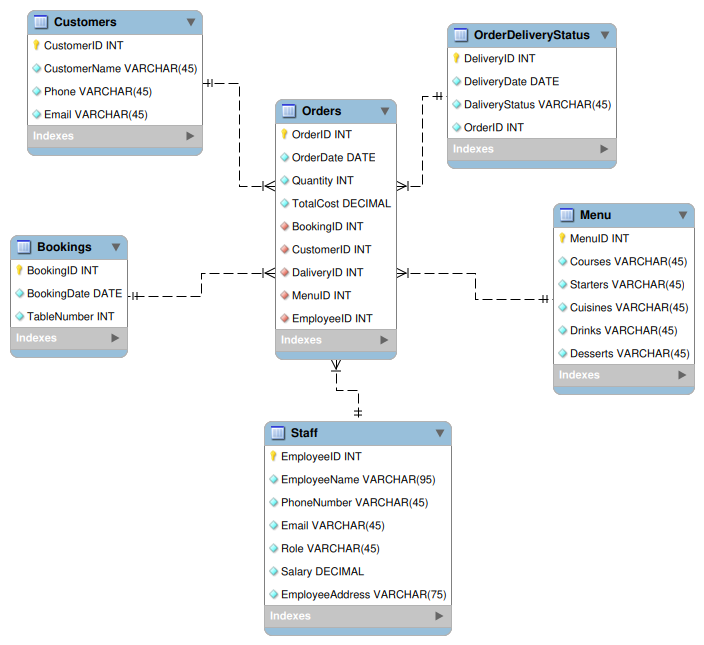 Customers
CustomerID INT
CustomerName VARCHAR(45)
Phone VARCHAR(45)
Email VARCHAR(45)
Indexes
OrderDeliveryStatus
DeliveryID INT
DeliveryDate DATE
DaliveryStatus VARCHAR(45)
OrderID INT
Indexes
Orders
OrderID INT
OrderDate DATE
Quantity INT
TotalCost DECIMAL
BookingID INT
CustomerID INT
DaliveryID INT
MenuID INT
EmployeeID INT
Indexes
Bookings
BookingID INT
BookingDate DATE
TableNumber INT
Indexes
Menu
MenuID INT
Courses VARCHAR(45)
Starters VARCHAR(45)
Cuisines VARCHAR(45)
Drinks VARCHAR(45)
Desserts VARCHAR(45)
Indexes
Staff
EmployeeID INT
EmployeeName VARCHAR(95)
PhoneNumber VARCHAR(45)
Email VARCHAR(45)
Role VARCHAR(45)
Salary DECIMAL
EmployeeAddress VARCHAR(75)
Indexes